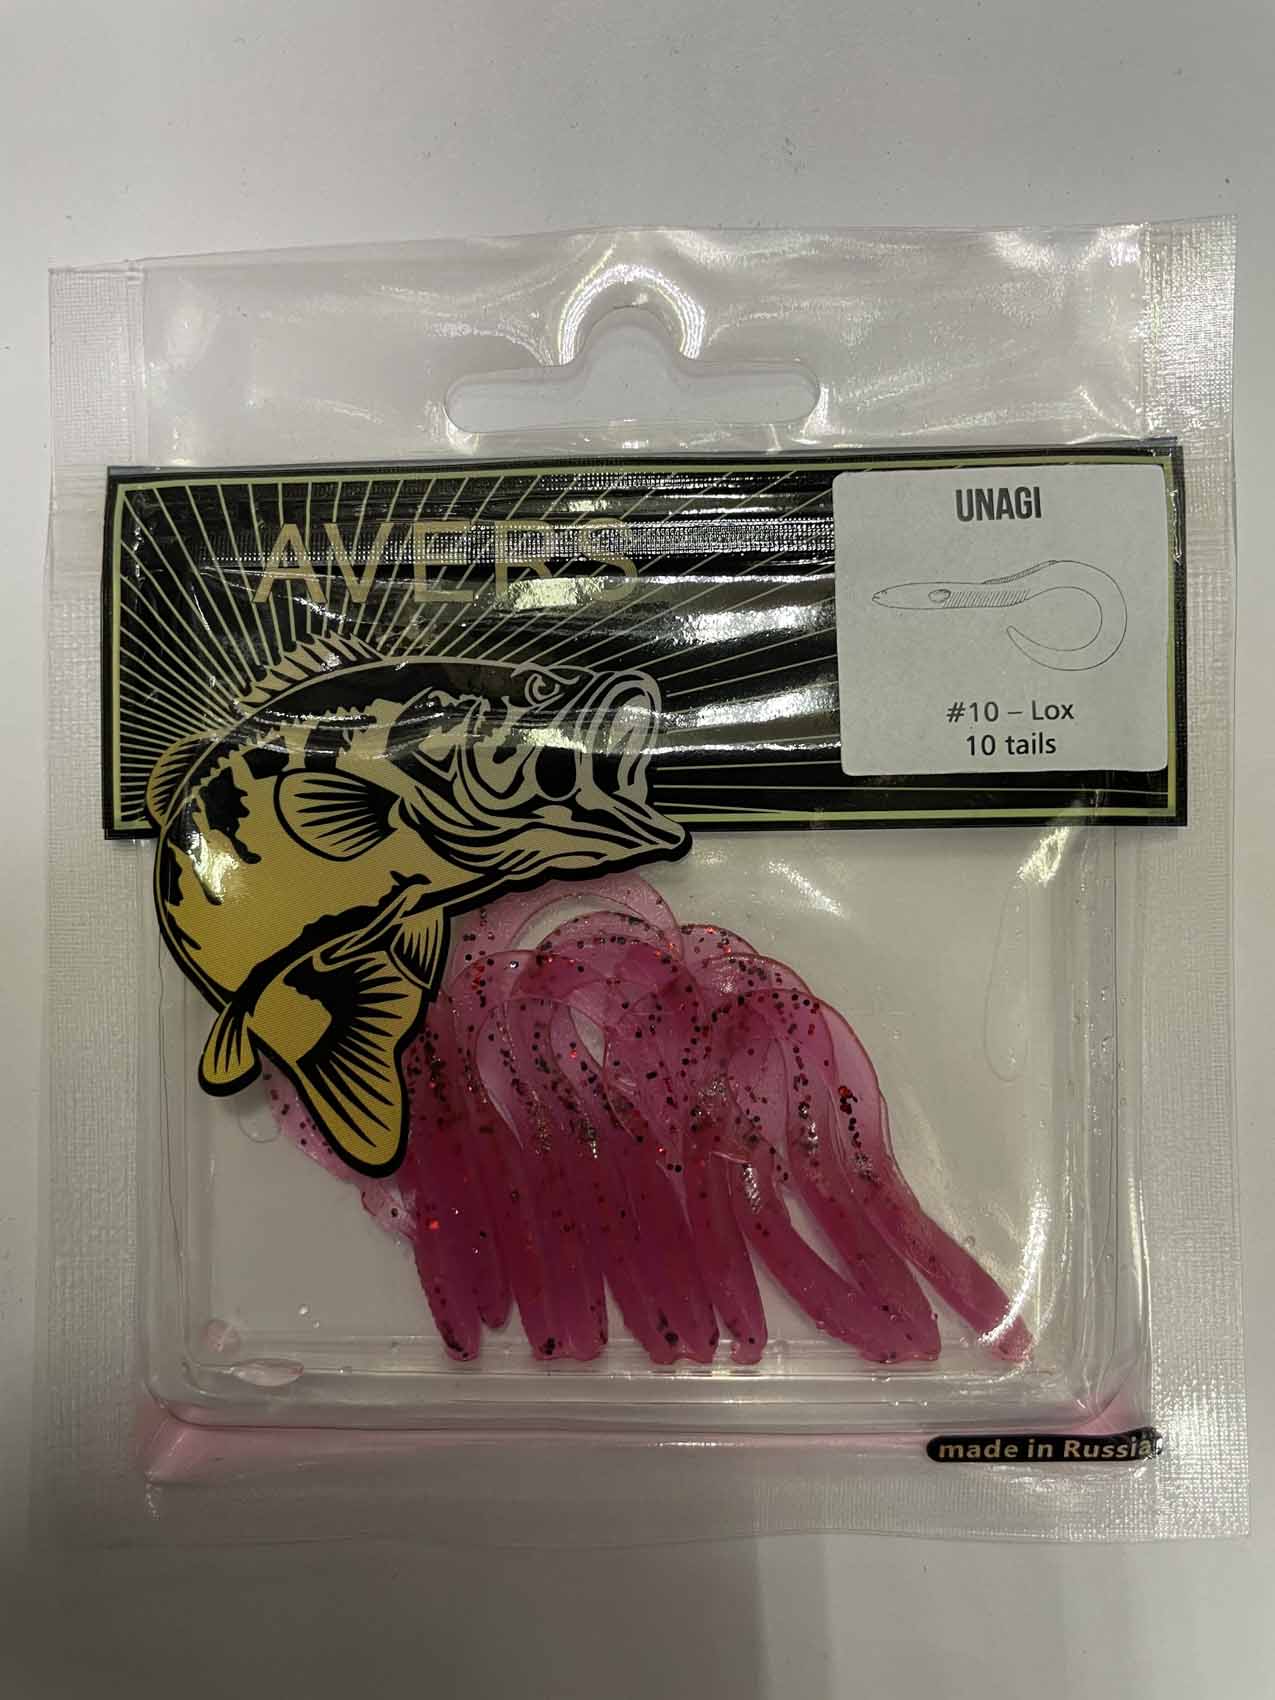 AVERS
UNAGI
#10 – Lox
10 tails
made in Russia